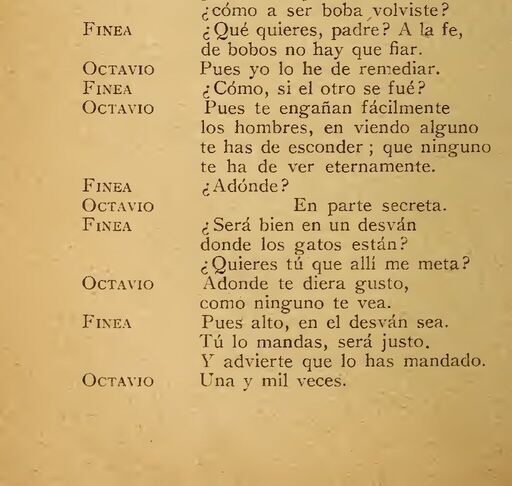 ¿cómo a ser boba volviste?
FINEA ¿Qué quieres, padre? A la fe,
de bobos no hay que fiar.
OCTAVIO Pues yo lo he de remediar.
FINEA ¿Cómo, si el otro se fué?
OCTAVIO Pues te engañan fácilmente
los hombres, en viendo alguno
te has de esconder; que ninguno
te ha de ver eternamente.
FINEA ¿Adónde?
OCTAVIO En parte secreta.
FINEA ¿Será bien en un desván
donde los gatos están?
¿Quieres tú que allí me meta?
OCTAVIO Adonde te diera gusto,
como ninguno te vea.
FINEA Pues alto, en el desván sea.
Tú lo mandas, será justo.
Y advierte que lo has mandado.
OCTAVIO Una y mil veces.